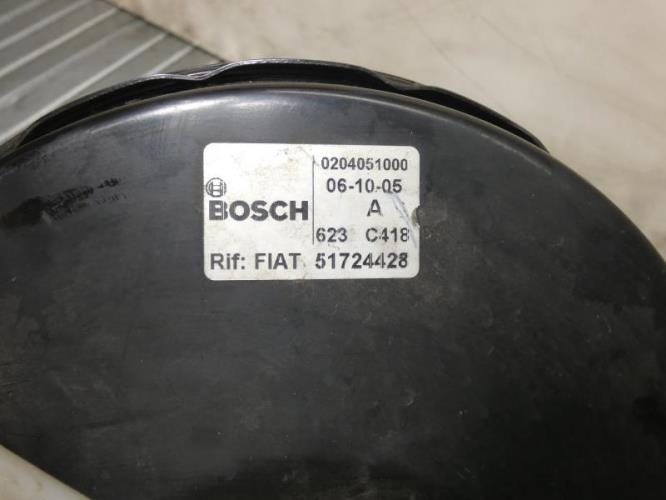 0204051000
06-10-05
BOSCH A
623 C418
Rif: FIAT 51724428